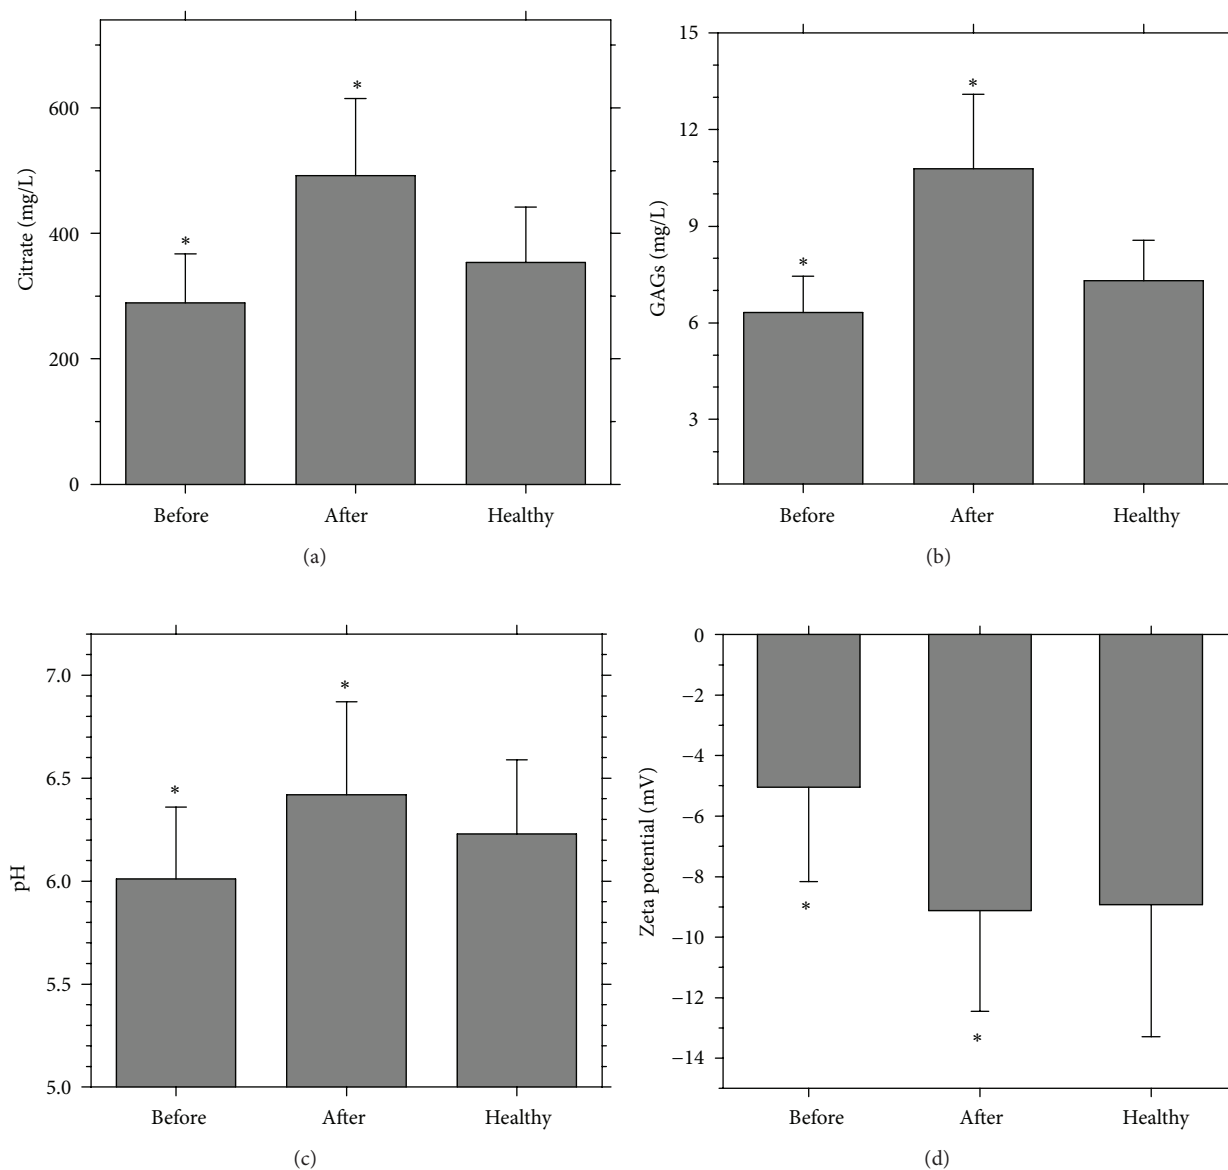 Citrate (mg/L)
600
400
200
0
*
*
Before After Healthy
(a)
GAGs (mg/L)
15
12
9
6
3
*
*
Before After Healthy
(b)
pH
7.0
6.5
6.0
5.5
5.0
*
*
Before After Healthy
(c)
Zeta potential (mV)
0
−2
−4
−6
−8
−10
−12
−14
*
*
Before After Healthy
(d)